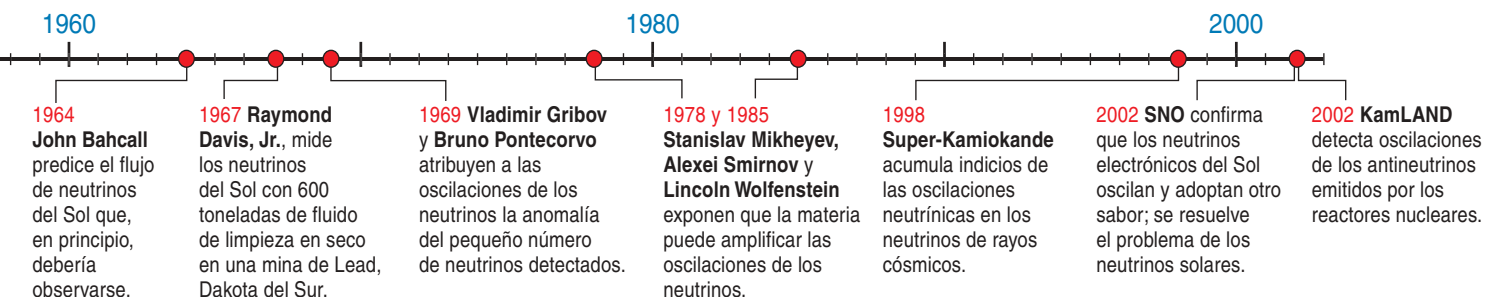 1960
1980
2000
1964
John Bahcall
predice el flujo
de neutrinos
del Sol que,
en principio,
debería
observarse.
1967 Raymond
Davis, Jr., mide
los neutrinos
del Sol con 600
toneladas de fluido
de limpieza en seco
en una mina de Lead,
Dakota del Sur.
1969 Vladimir Gribov
y Bruno Pontecorvo
atribuyen a las
oscilaciones de los
neutrinos la anomalía
del pequeño número
de neutrinos detectados.
1978 y 1985
Stanislav Mikheyev,
Alexei Smirnov y
Lincoln Wolfenstein
exponen que la materia
puede amplificar las
oscilaciones de los
neutrinos.
1998
Super-Kamiokande
acumula indicios de
las oscilaciones
neutrínicas en los
neutrinos de rayos
cósmicos.
2002 SNO confirma
que los neutrinos
electrónicos del Sol
oscilan y adoptan otro
sabor; se resuelve
el problema de los
neutrinos solares.
2002 KamLAND
detecta oscilaciones
de los antineutrinos
emitidos por los
reactores nucleares.